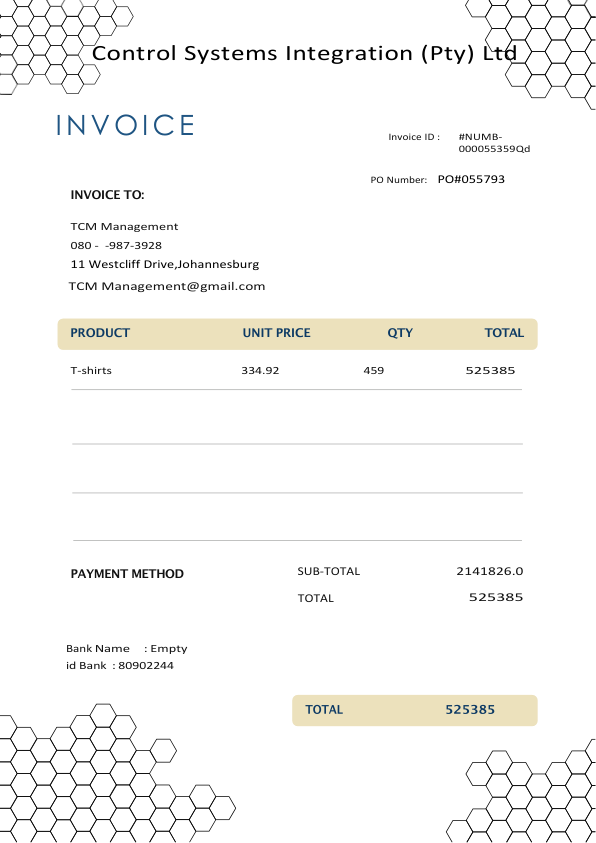 Control Systems Integration (Pty) Ltd
INVOICE
Invoice ID : #NUMB-
000055359Qd
PO Number: PO#055793
INVOICE TO:
TCM Management
080 - -987-3928
11 Westcliff Drive,Johannesburg
TCM Management@gmail.com
PRODUCT UNIT PRICE QTY TOTAL
T-shirts 334.92 459 525385
PAYMENT METHOD
SUB-TOTAL 2141826.0
TOTAL 525385
Bank Name : Empty
id Bank : 80902244
TOTAL 525385